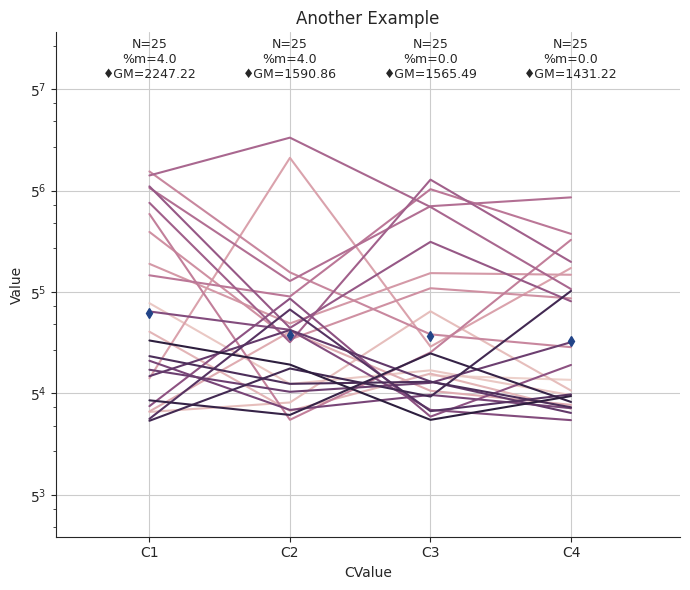 Another Example
N=25 N=25 N=25 N=25
%m=4.0 %m=4.0 %m=0.0 %m=0.0
♦GM=2247.22 ♦GM=1590.86 ♦GM=1565.49 ♦GM=1431.22
5⁷
5⁶
5⁵
5⁴
5³
Value
C1 C2 C3 C4
CValue